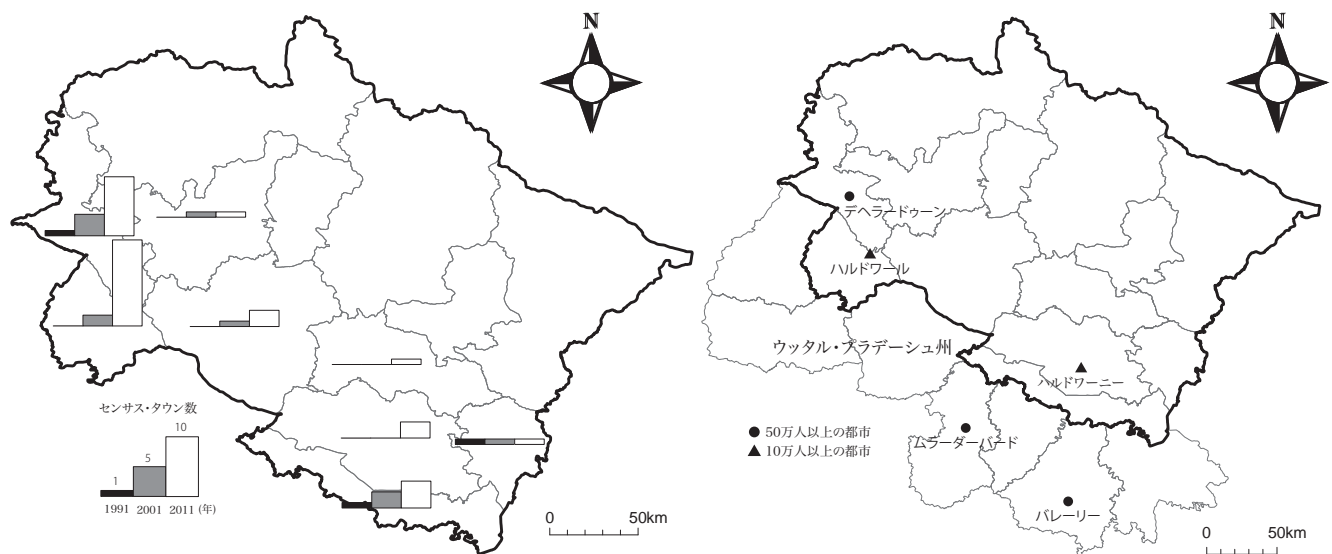 N
センサス・タウン数
10
5
1
1991 2001 2011 (年)
0 50km
N
デヘラードゥーン
ハルドワール
ウッタル・プラデーシュ州
ハルドワーニー
● 50万人以上の都市
▲ 10万人以上の都市
ムラーダーバード
バレーリー
0 50km